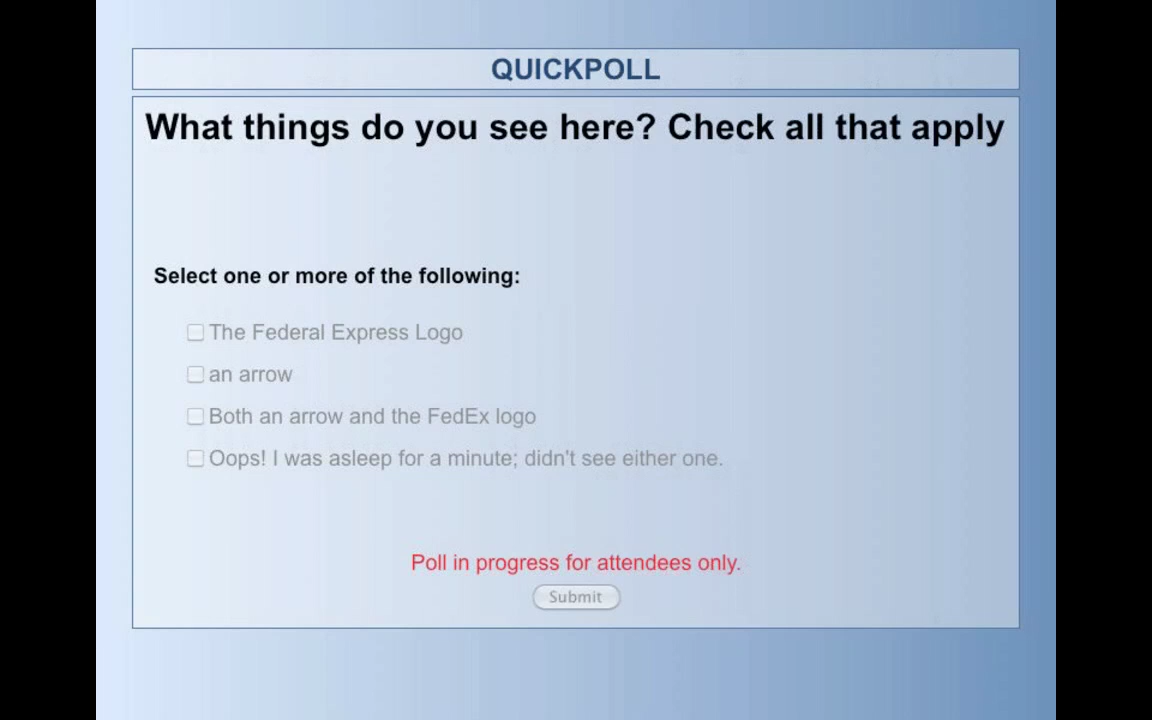 QUICKPOLL
What things do you see here? Check all that apply
Select one or more of the following:
The Federal Express Logo
an arrow
Both an arrow and the FedEx logo
Oops! I was asleep for a minute; didn't see either one.
Poll in progress for attendees only.
Submit